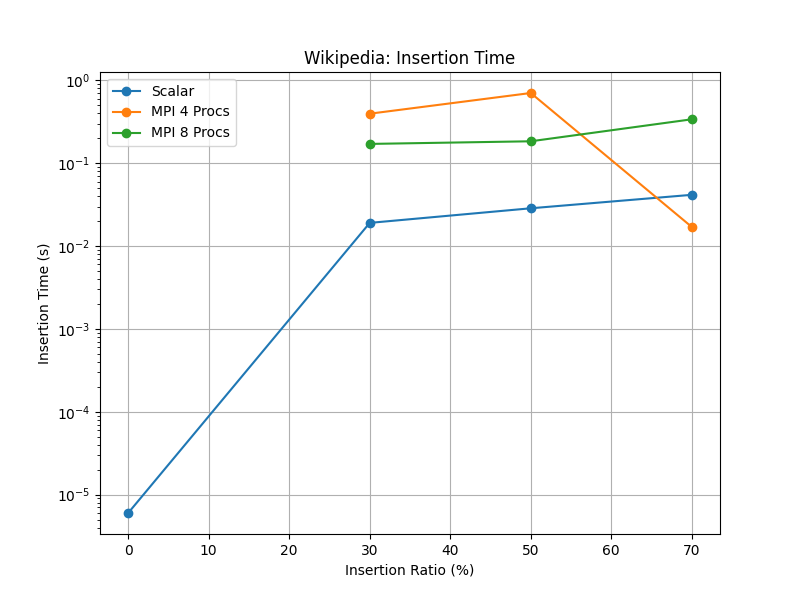 Wikipedia: Insertion Time
Scalar
MPI 4 Procs
MPI 8 Procs
Insertion Time (s)
10⁰
10⁻¹
10⁻²
10⁻³
10⁻⁴
10⁻⁵
0 10 20 30 40 50 60 70
Insertion Ratio (%)